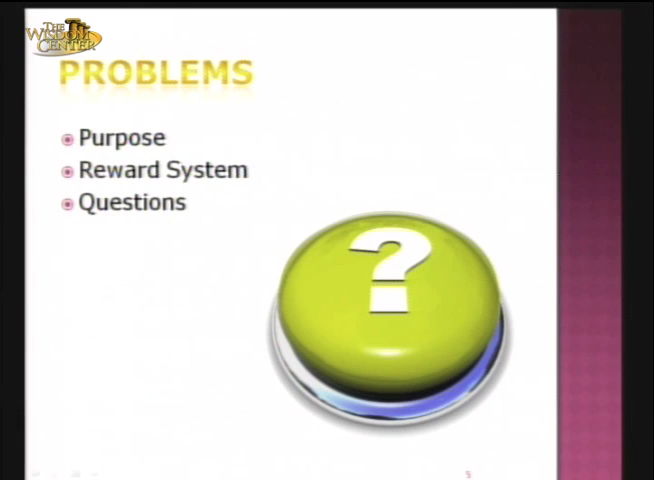 THE
WISDOM
CENTER
PROBLEMS
Purpose
Reward System
Questions
?
5